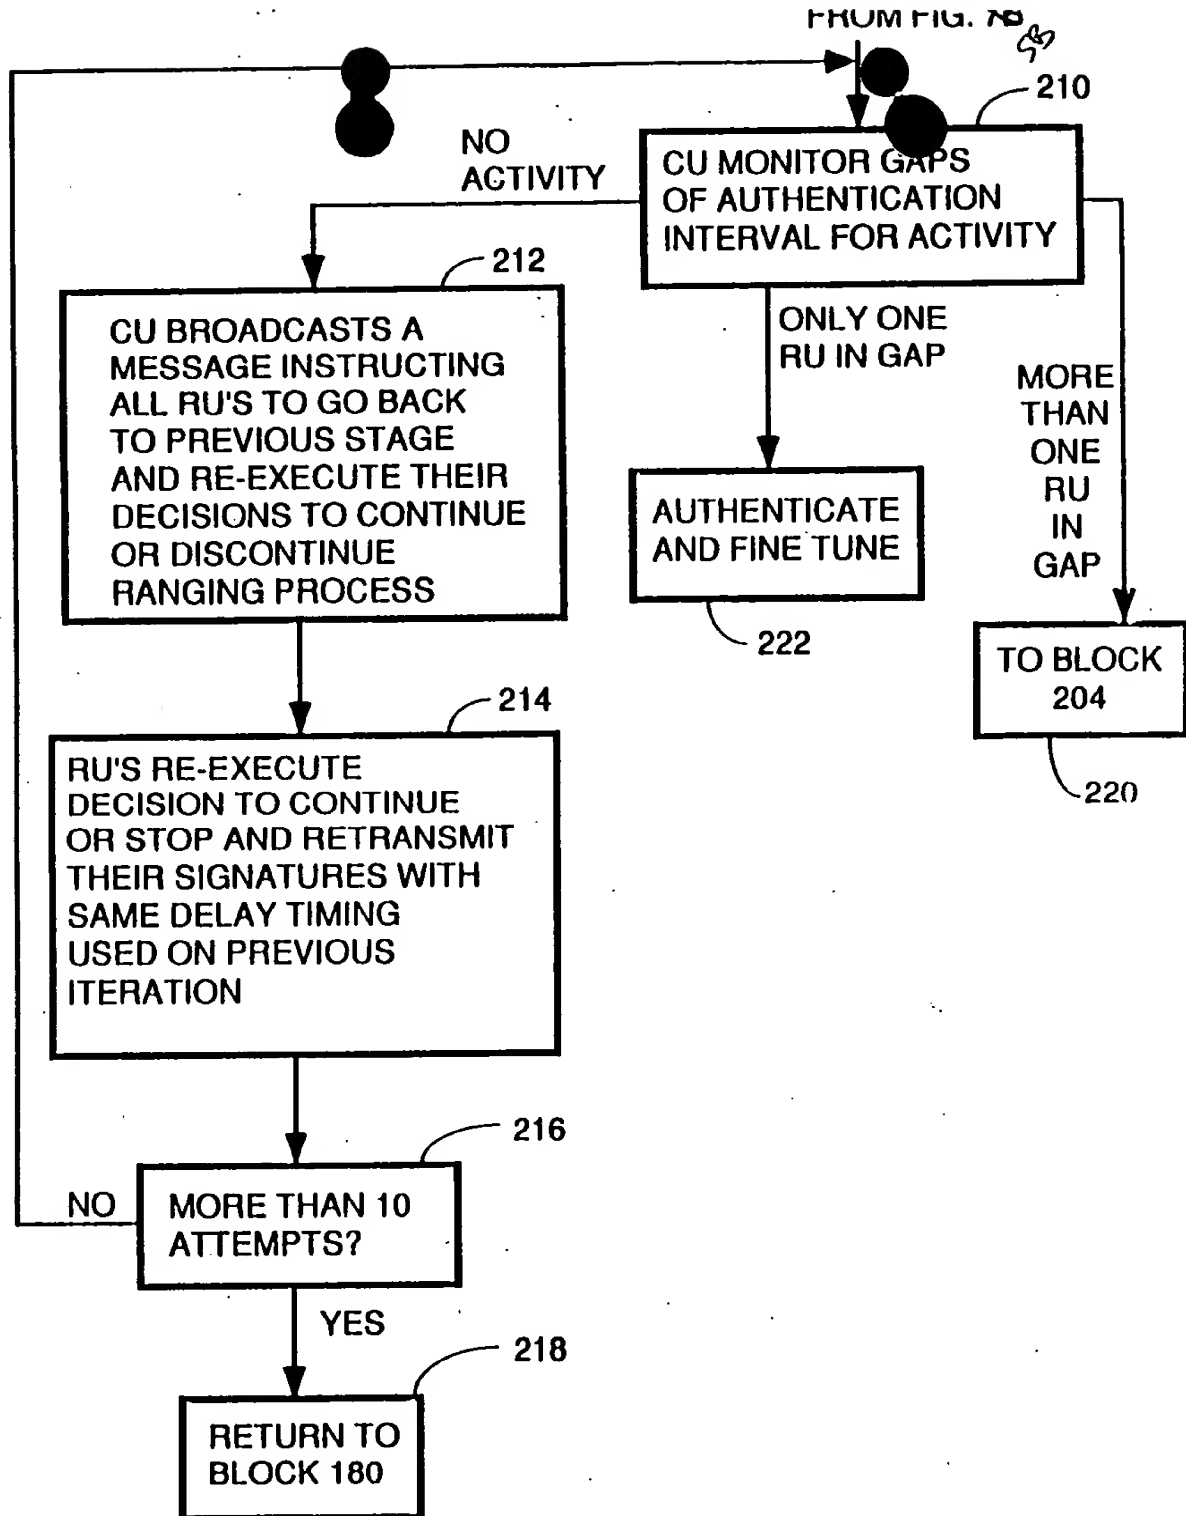 FROM FIG.
210
CU MONITOR GAPS
OF AUTHENTICATION
INTERVAL FOR ACTIVITY
NO
ACTIVITY
212
CU BROADCASTS A
MESSAGE INSTRUCTING
ALL RU'S TO GO BACK
TO PREVIOUS STAGE
AND RE-EXECUTE THEIR
DECISIONS TO CONTINUE
OR DISCONTINUE
RANGING PROCESS
ONLY ONE
RU IN GAP
MORE
THAN
ONE
RU
IN
GAP
AUTHENTICATE
AND FINE TUNE
222
TO BLOCK
204
220
214
RU'S RE-EXECUTE
DECISION TO CONTINUE
OR STOP AND RETRANSMIT
THEIR SIGNATURES WITH
SAME DELAY TIMING
USED ON PREVIOUS
ITERATION
216
NO
MORE THAN 10
ATTEMPTS?
YES
218
RETURN TO
BLOCK 180